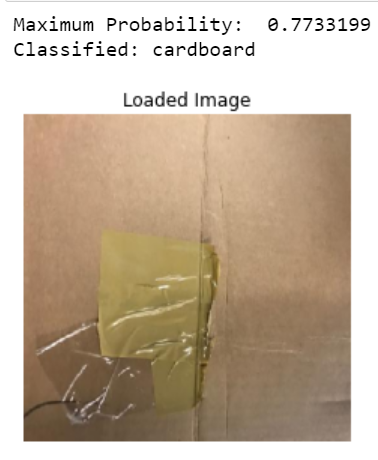 Maximum Probability:  0.7733199
Classified: cardboard
Loaded Image